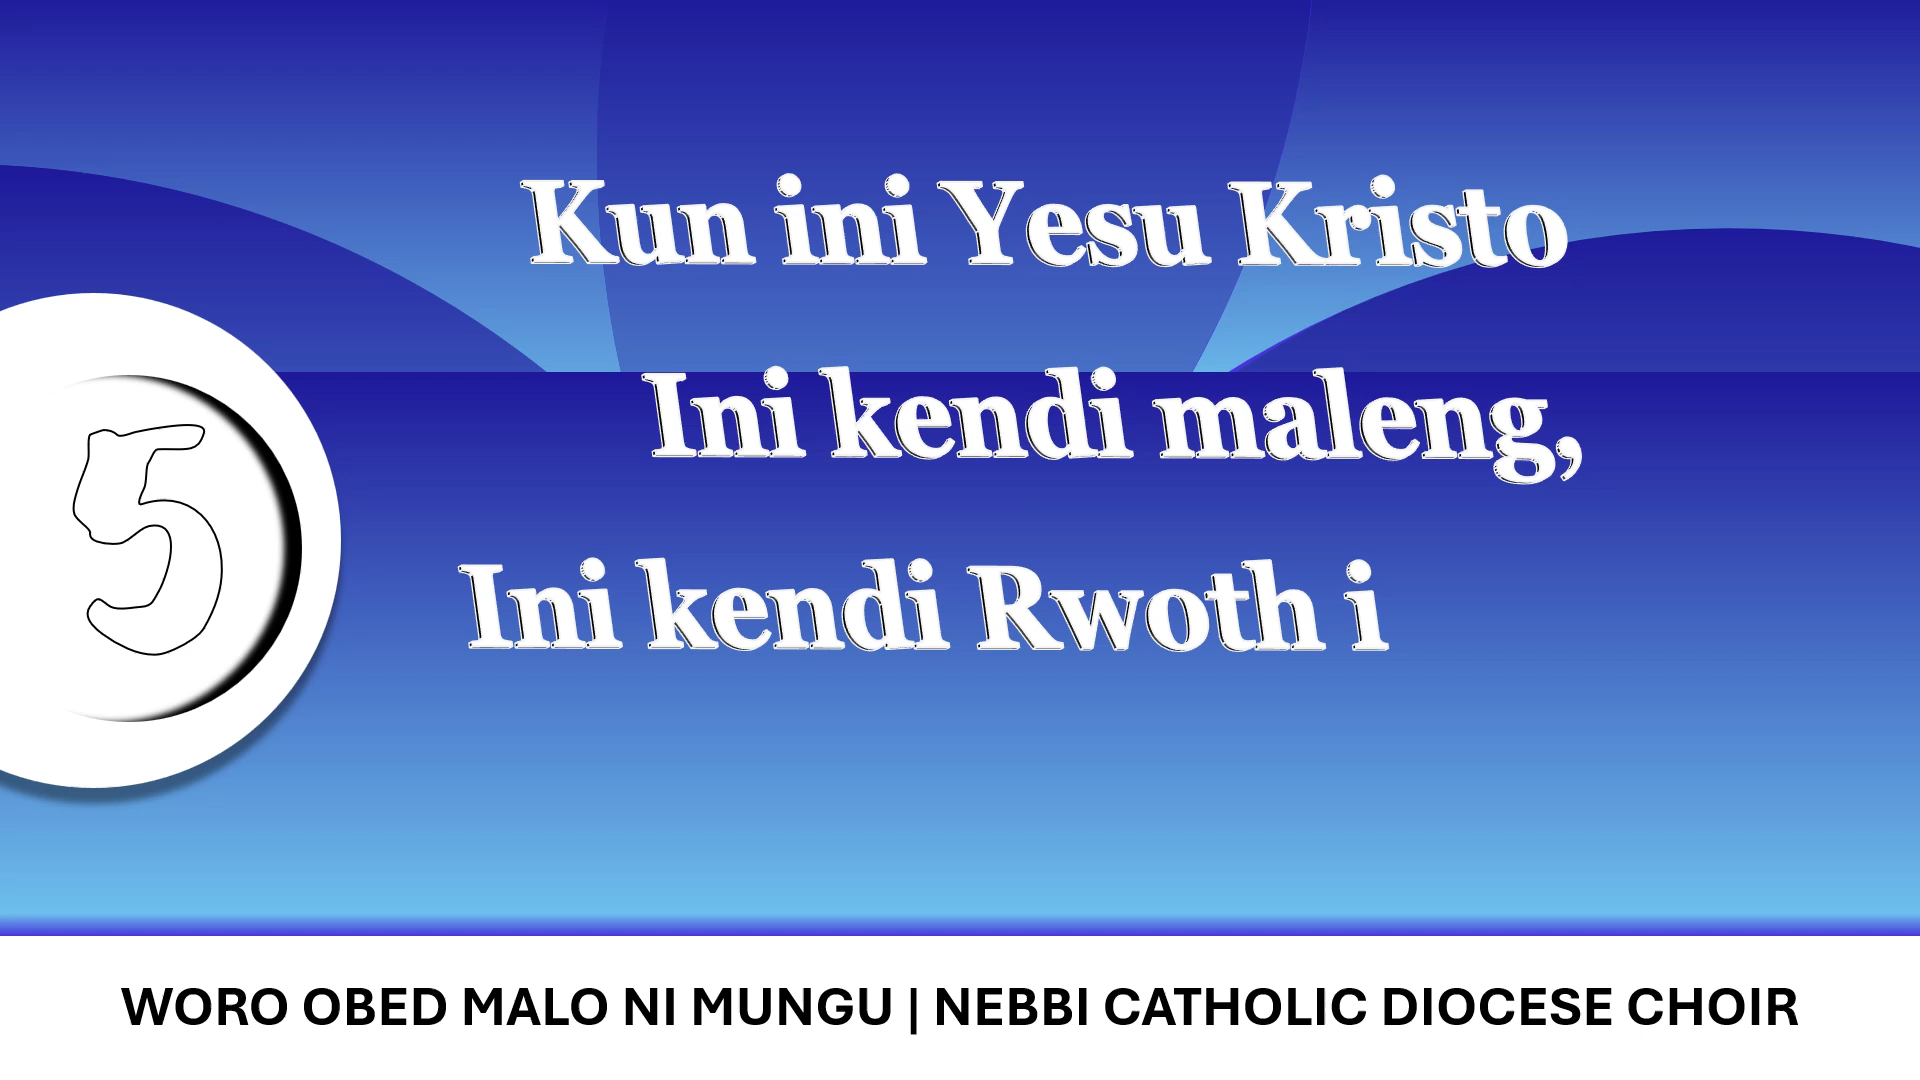 Kun ini Yesu Kristo
Ini kendi maleng,
Ini kendi Rwoth i
5
WORO OBED MALO NI MUNGU | NEBBI CATHOLIC DIOCESE CHOIR